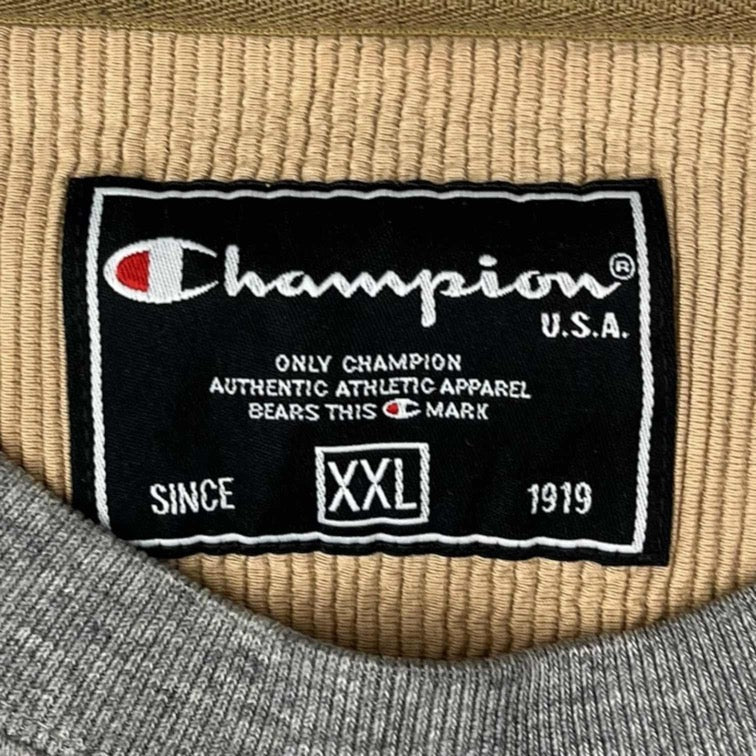 Champion®
U.S.A.
ONLY CHAMPION
AUTHENTIC ATHLETIC APPAREL
BEARS THIS C MARK
SINCE XXL 1919